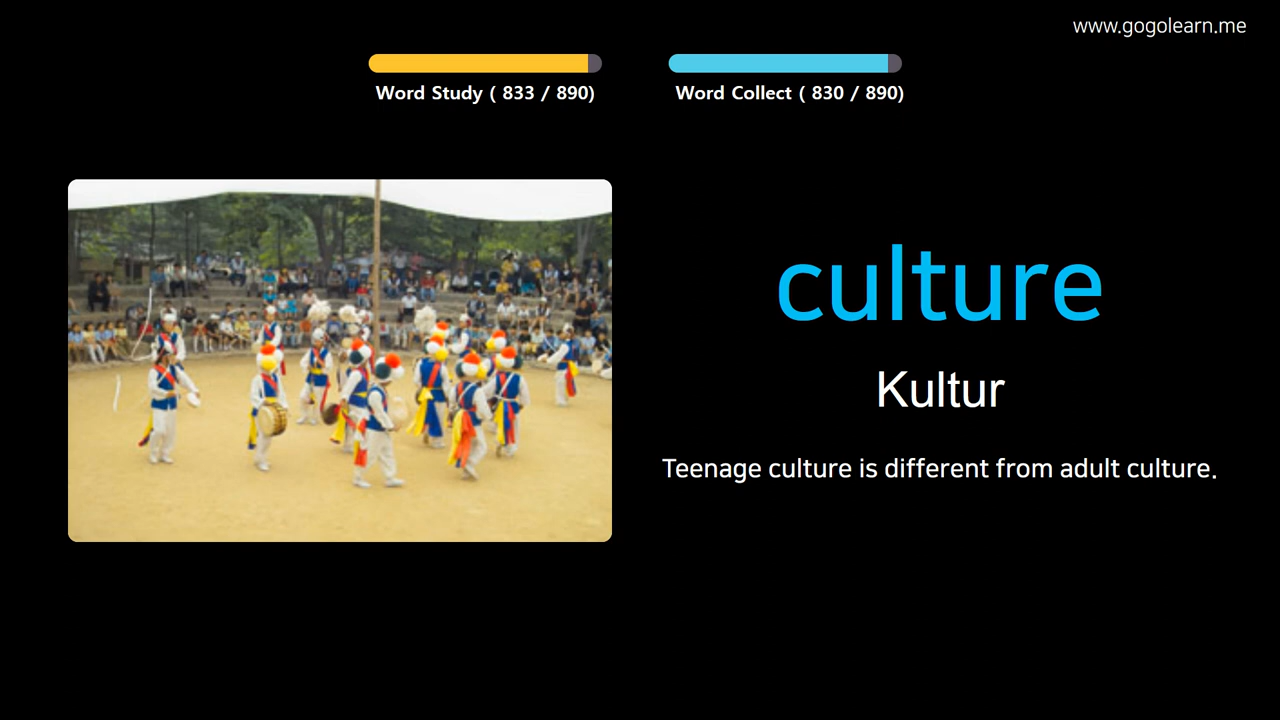 www.gogolearn.me
Word Study ( 833 / 890)
Word Collect ( 830 / 890)
culture
Kultur
Teenage culture is different from adult culture.